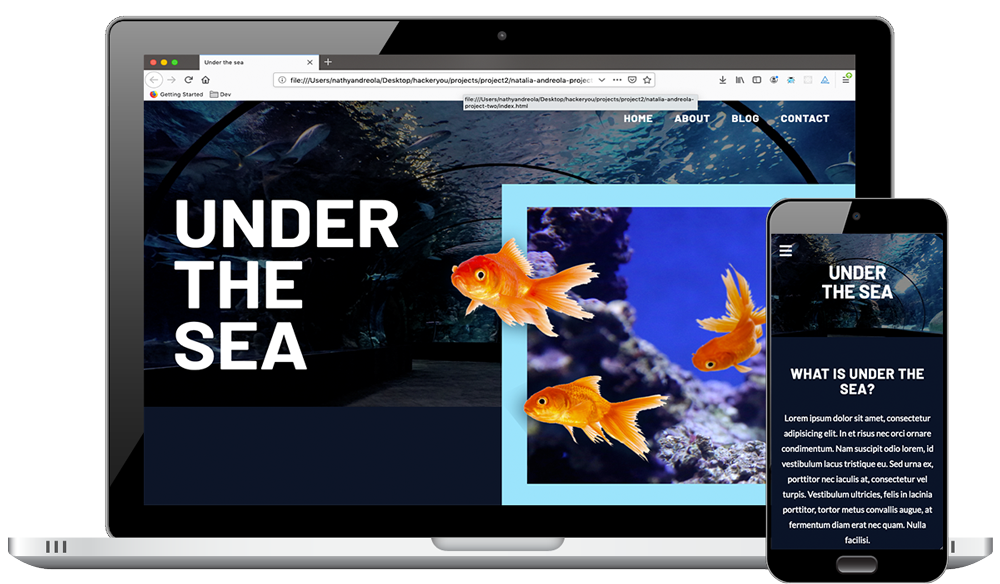 Under the sea
file:///Users/nathyandreola/Desktop/hackeryou/projects/project2/natalia-andreola-project
Getting Started
Dev
file:///Users/nathyandreola/Desktop/hackeryou/projects/project2/natalia-andreola-
project-two/index.html
HOME ABOUT BLOG CONTACT
UNDER
THE
SEA
UNDER
THE SEA
WHAT IS UNDER THE
SEA?
Lorem ipsum dolor sit amet, consectetur
adipiscing elit. In et risus nec orci ornare
condimentum. Nam suscipit odio lorem, id
vestibulum lacus tristique eu. Sed urna ex,
porttitor nec iaculis at, consectetur vel
turpis. Vestibulum ultricies, felis in lacinia
porttitor, tortor metus convallis augue, at
fermentum diam erat nec quam. Nulla
facilisi.